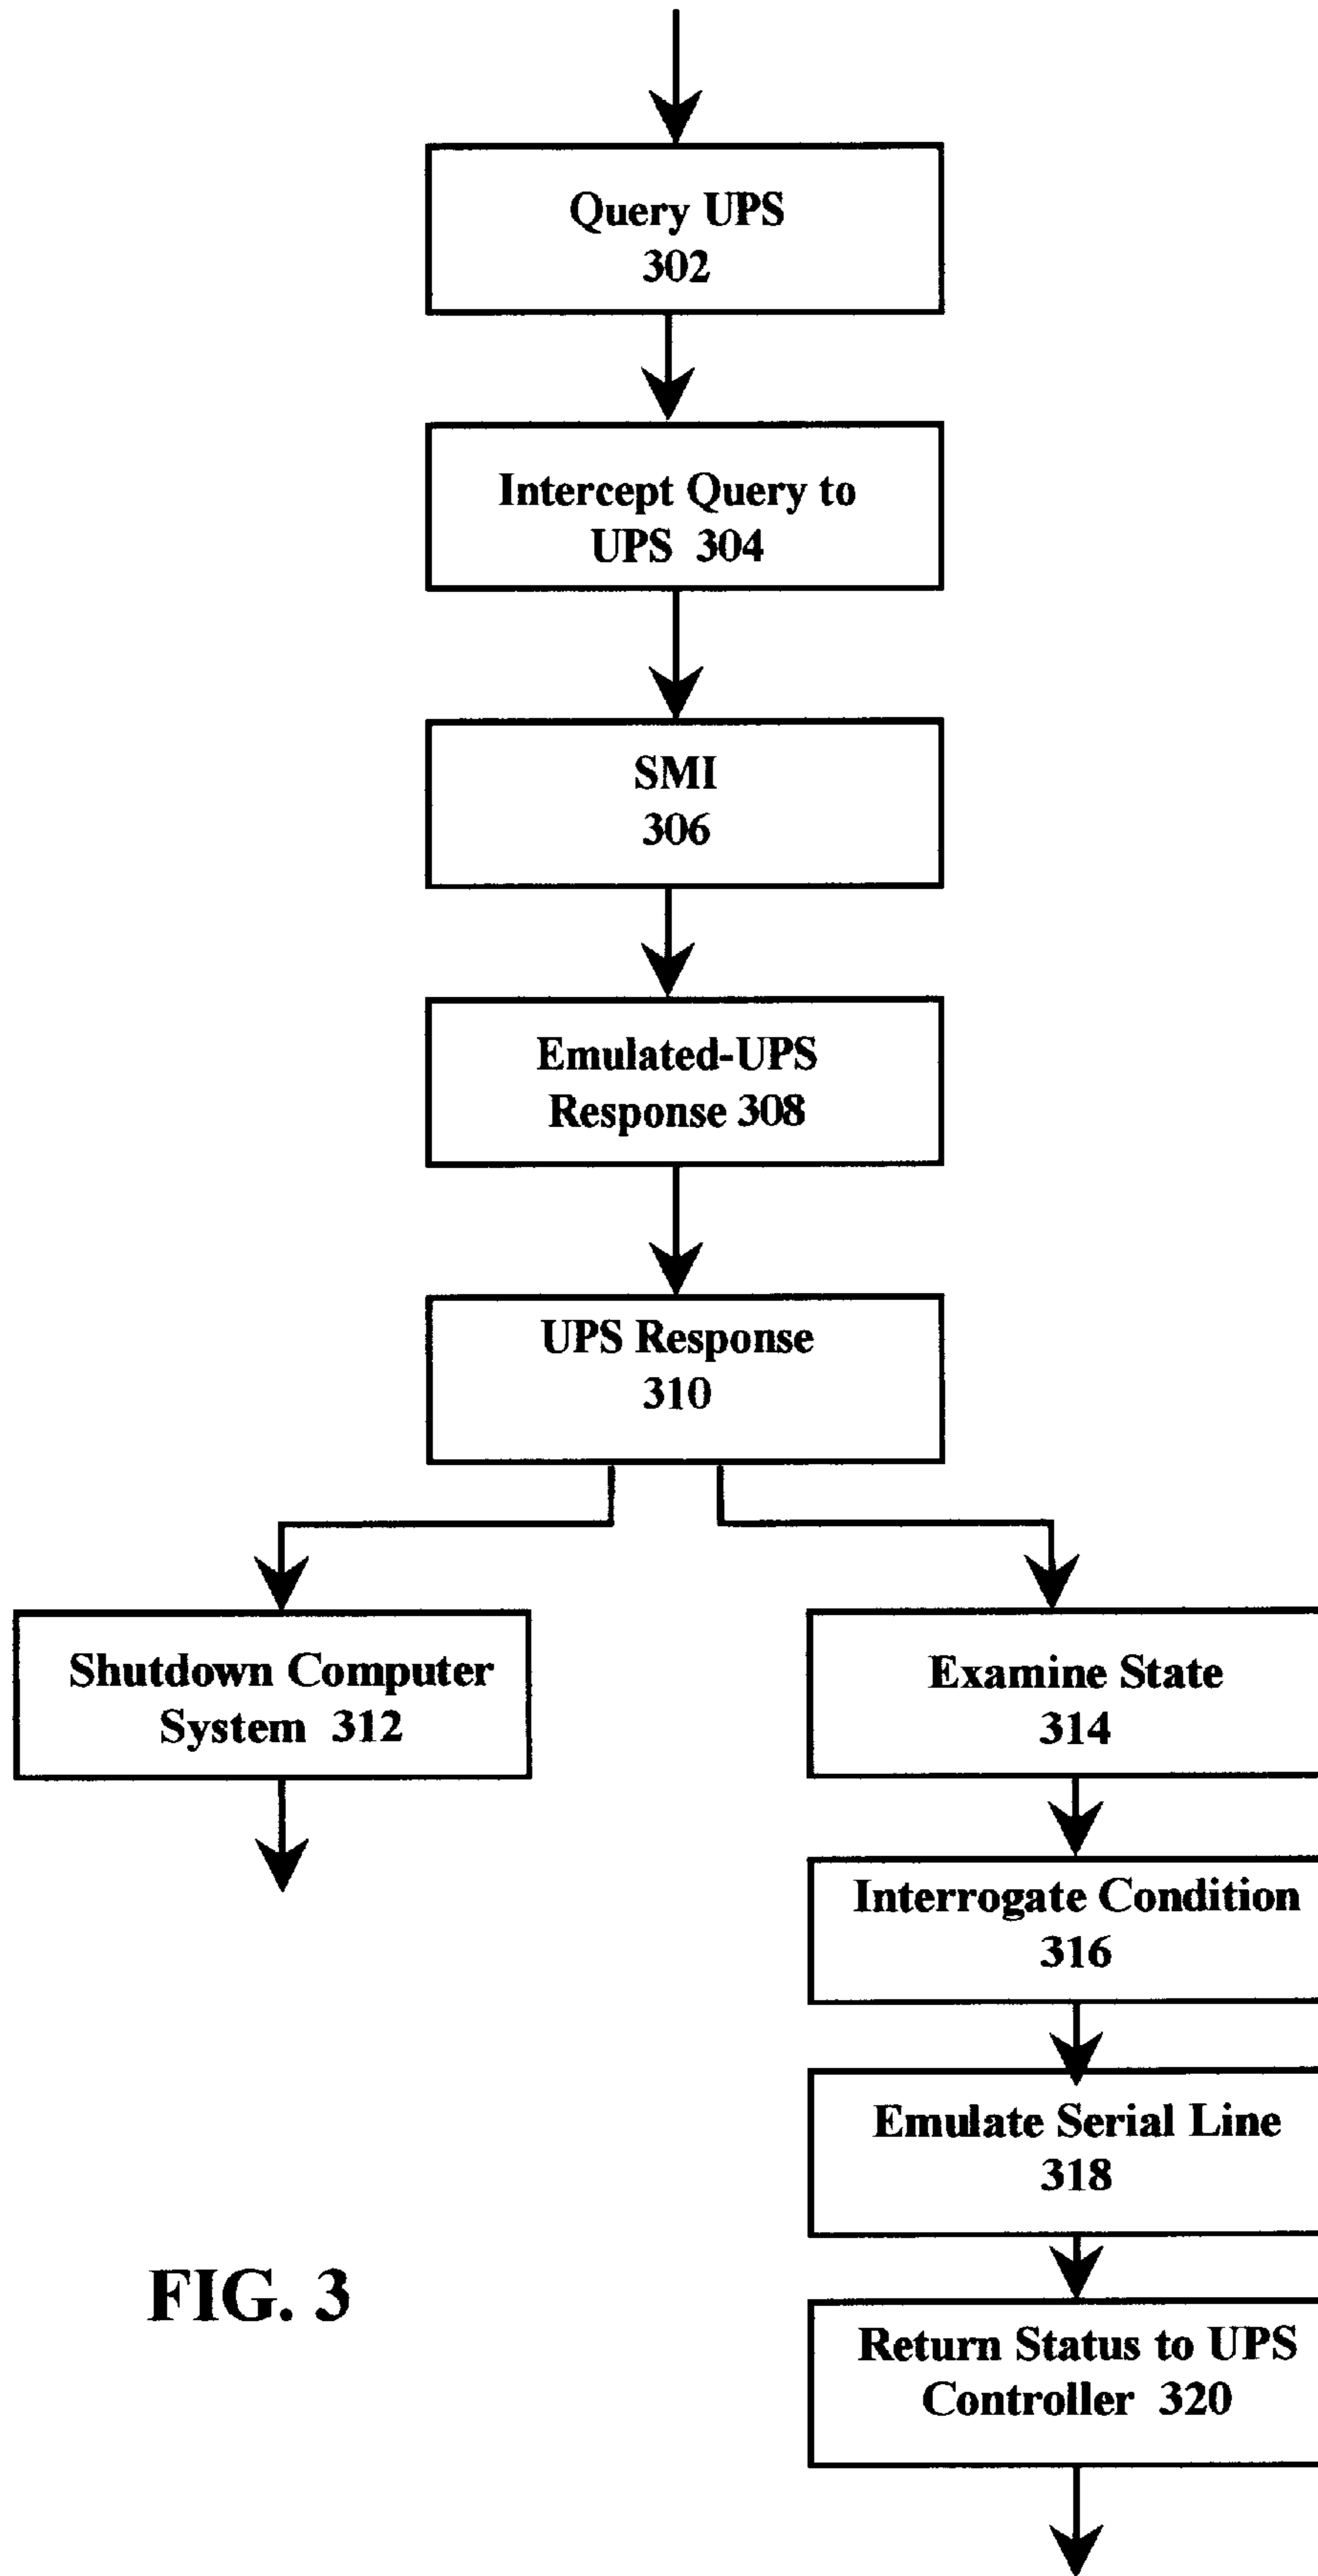 Query UPS
302
Intercept Query to
UPS 304
SMI
306
Emulated-UPS
Response 308
UPS Response
310
Shutdown Computer
System 312
Examine State
314
Interrogate Condition
316
Emulate Serial Line
318
Return Status to UPS
Controller 320
FIG. 3